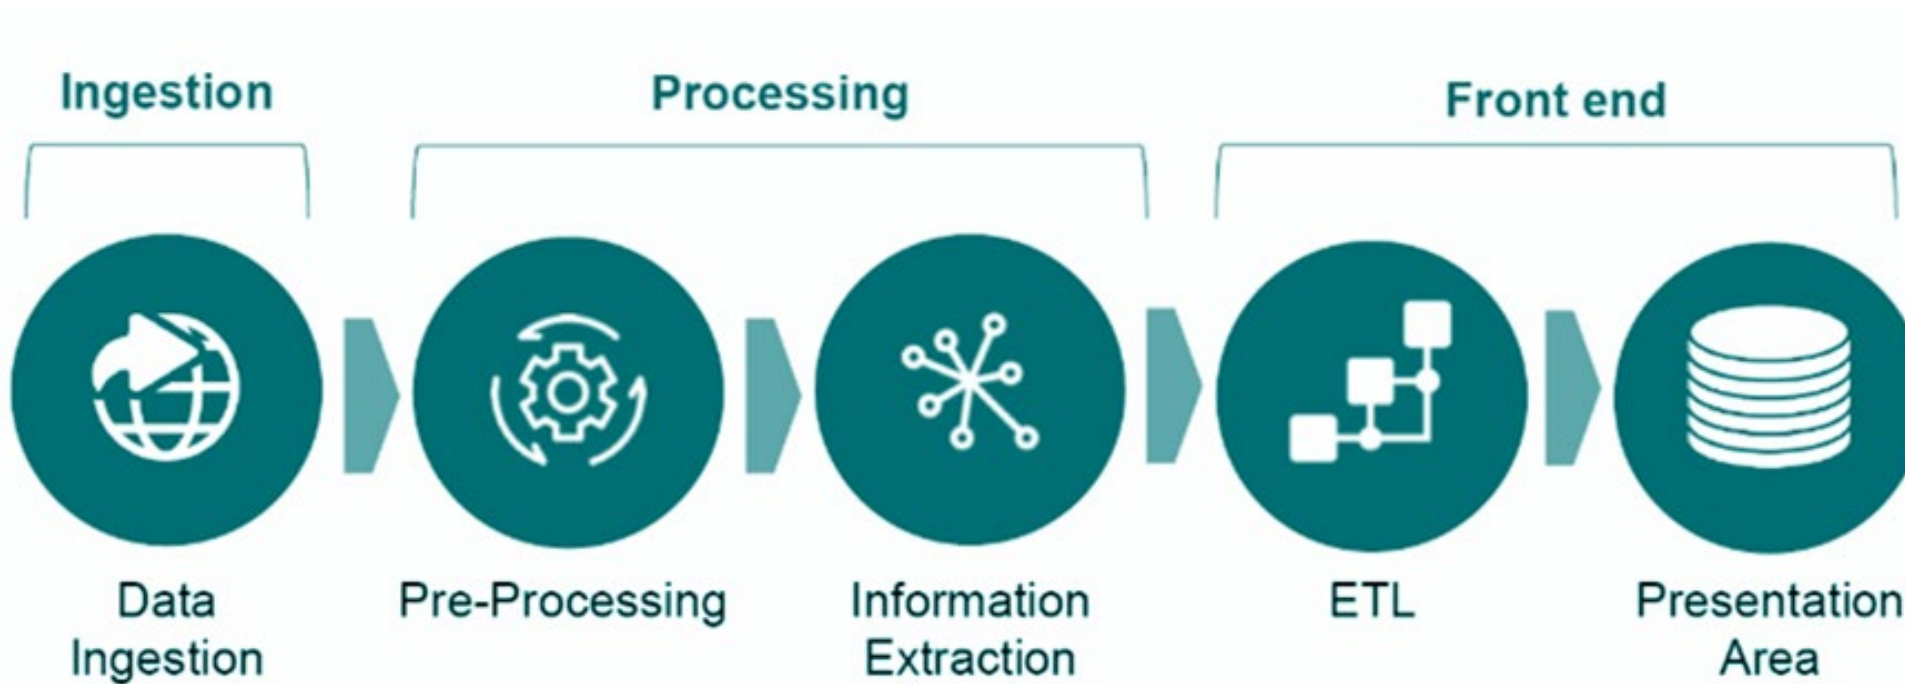 Ingestion
Processing
Front end
Data
Ingestion
Pre-Processing
Information
Extraction
ETL
Presentation
Area